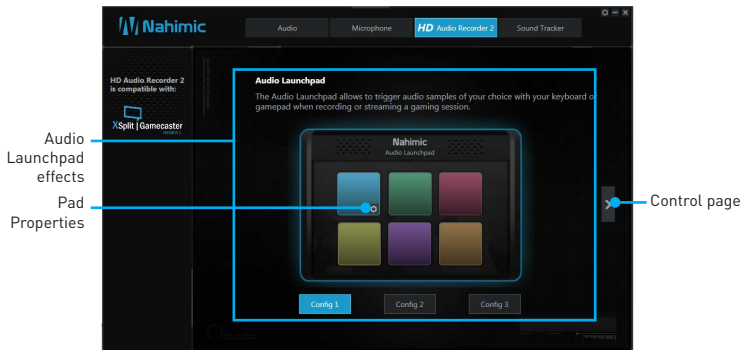 Nahimic
Audio
Microphone
HD Audio Recorder 2
Sound Tracker
HD Audio Recorder 2
is compatible with:
XSplit | Gamecaster
VERSION 2
Audio Launchpad
The Audio Launchpad allows to trigger audio samples of your choice with your keyboard or
gamepad when recording or streaming a gaming session.
Nahimic
Audio Launchpad
Config 1
Config 2
Config 3
Audio
Launchpad
effects
Pad
Properties
Control page